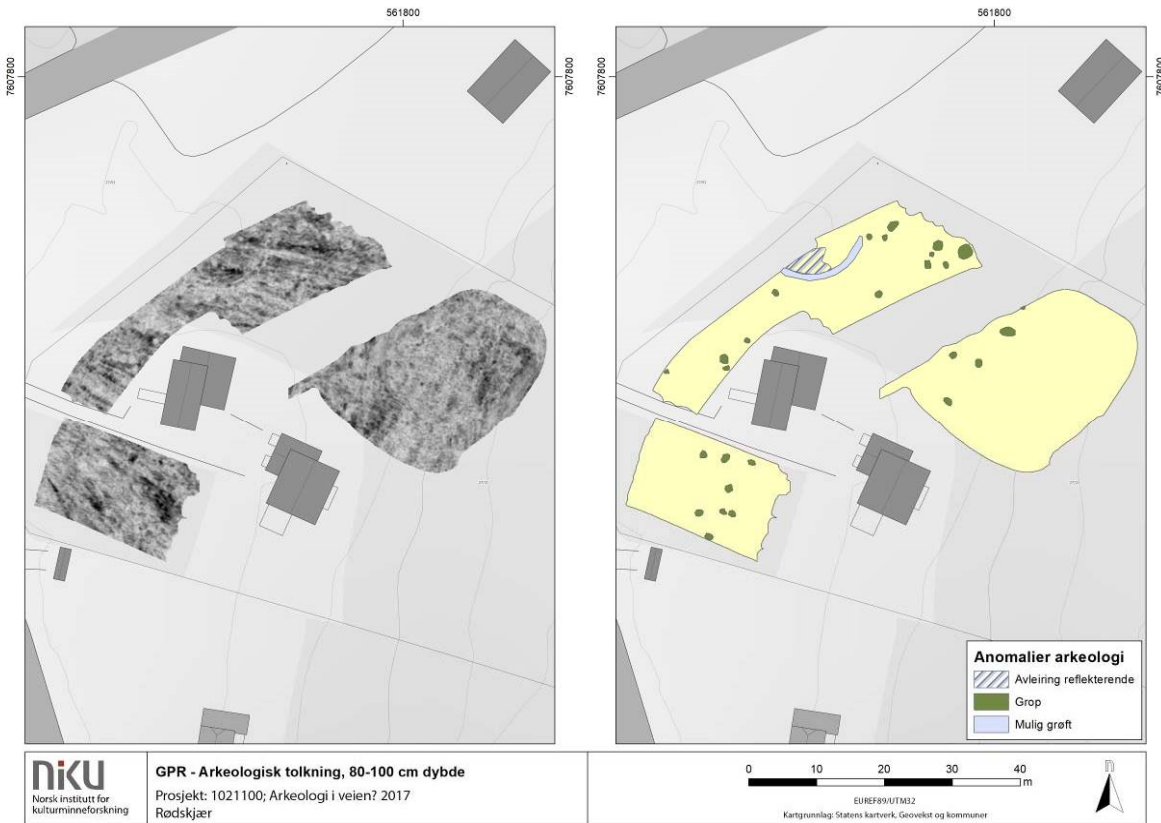 561800
561800
7607800
7607800
7607800
7607800
Anomalier arkeologi
Avleiring reflekterende
Grop
Mulig grøft
niku
Norsk institutt for
kulturminneforskning
GPR - Arkeologisk tolkning, 80-100 cm dybde
Prosjekt: 1021100; Arkeologi i veien? 2017
Rødskjær
0 10 20 30 40
m
EUREF89/UTM32
Kartgrunnlag: Statens kartverk, Geovekst og kommuner
n